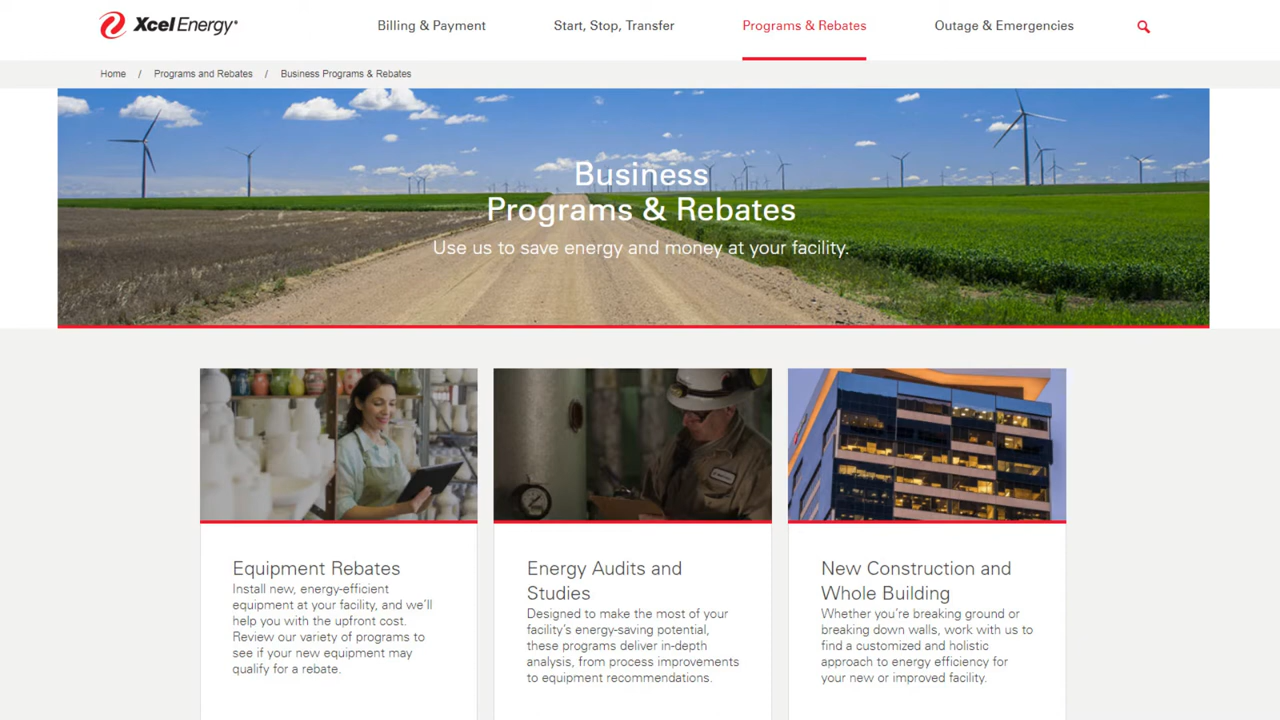 Xcel Energy®
Billing & Payment
Start, Stop, Transfer
Programs & Rebates
Outage & Emergencies
Home / Programs and Rebates / Business Programs & Rebates
Business
Programs & Rebates
Use us to save energy and money at your facility.
Equipment Rebates
Install new, energy-efficient
equipment at your facility, and we'll
help you with the upfront cost.
Review our variety of programs to
see if your new equipment may
qualify for a rebate.
Energy Audits and
Studies
Designed to make the most of your
facility's energy-saving potential,
these programs deliver in-depth
analysis, from process improvements
to equipment recommendations.
New Construction and
Whole Building
Whether you're breaking ground or
breaking down walls, work with us to
find a customized and holistic
approach to energy efficiency for
your new or improved facility.